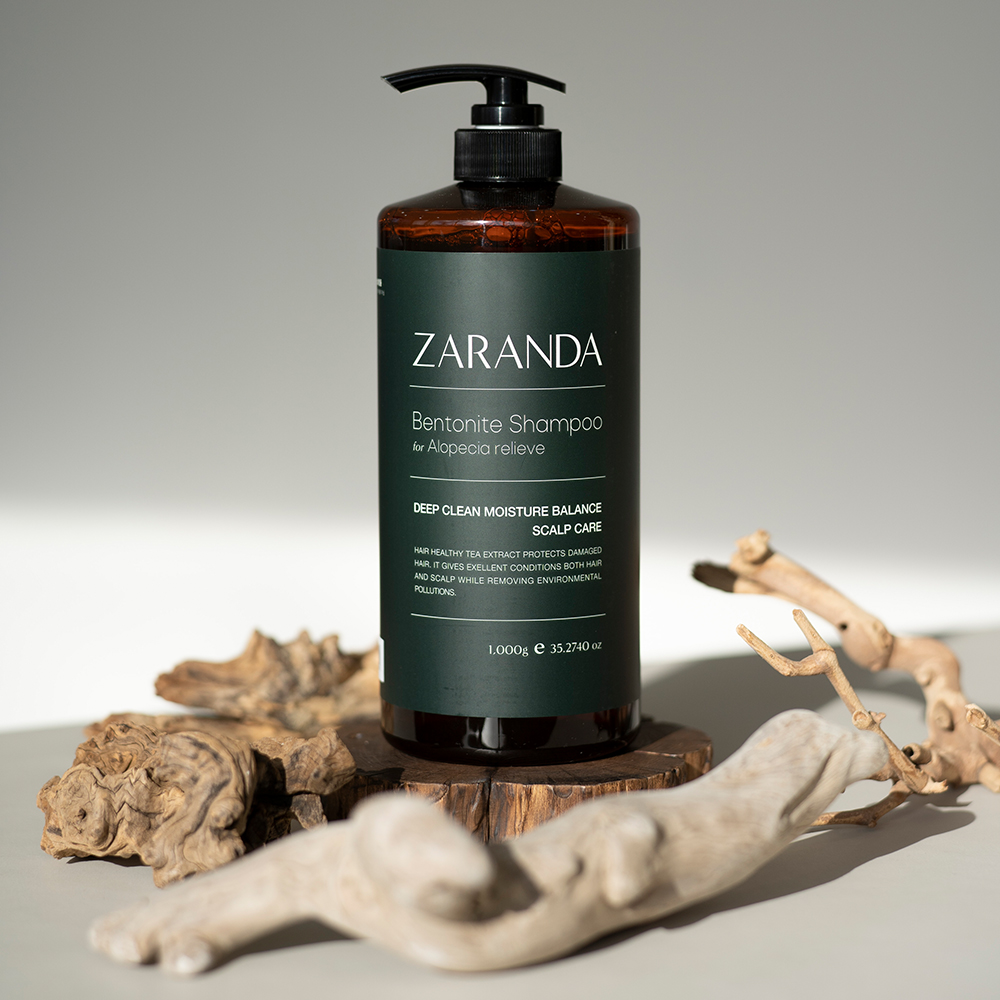 ZARANDA
Bentonite Shampoo
for Alopecia relieve
DEEP CLEAN MOISTURE BALANCE
SCALP CARE
HAIR HEALTHY TEA EXTRACT PROTECTS DAMAGED
HAIR. IT GIVES EXELLENT CONDITIONS BOTH HAIR
AND SCALP WHILE REMOVING ENVIRONMENTAL
POLLUTIONS.
1,000g e 35.2740 oz